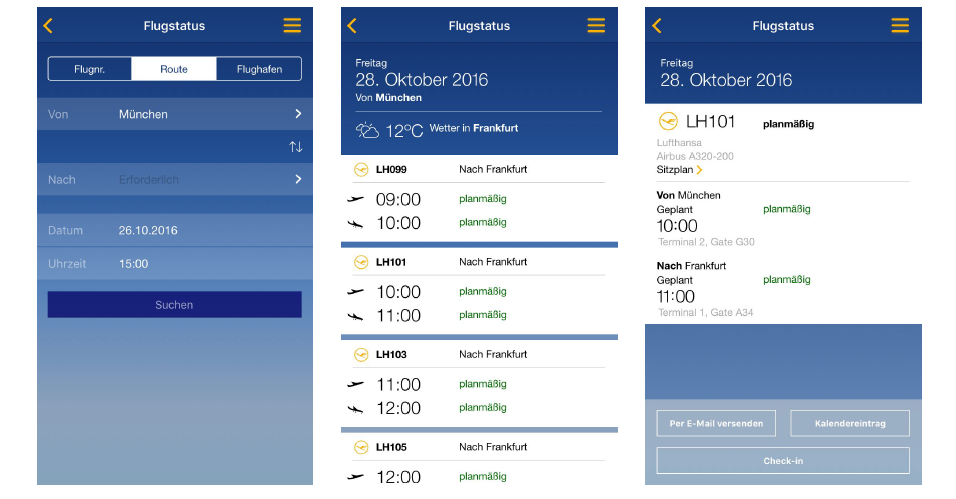 Flugstatus
Flugnr. Route Flughafen
Von München
Nach Erforderlich
Datum 26.10.2016
Uhrzeit 15:00
Suchen
Flugstatus
Freitag
28. Oktober 2016
Von München
12°C Wetter in Frankfurt
LH099 Nach Frankfurt
09:00 planmäßig
10:00 planmäßig
LH101 Nach Frankfurt
10:00 planmäßig
11:00 planmäßig
LH103 Nach Frankfurt
11:00 planmäßig
12:00 planmäßig
LH105 Nach Frankfurt
12:00 planmäßig
Flugstatus
Freitag
28. Oktober 2016
LH101 planmäßig
Lufthansa
Airbus A320-200
Sitzplan
Von München
Geplant planmäßig
10:00
Terminal 2, Gate G30
Nach Frankfurt
Geplant planmäßig
11:00
Terminal 1, Gate A34
Per E-Mail versenden Kalendereintrag
Check-in